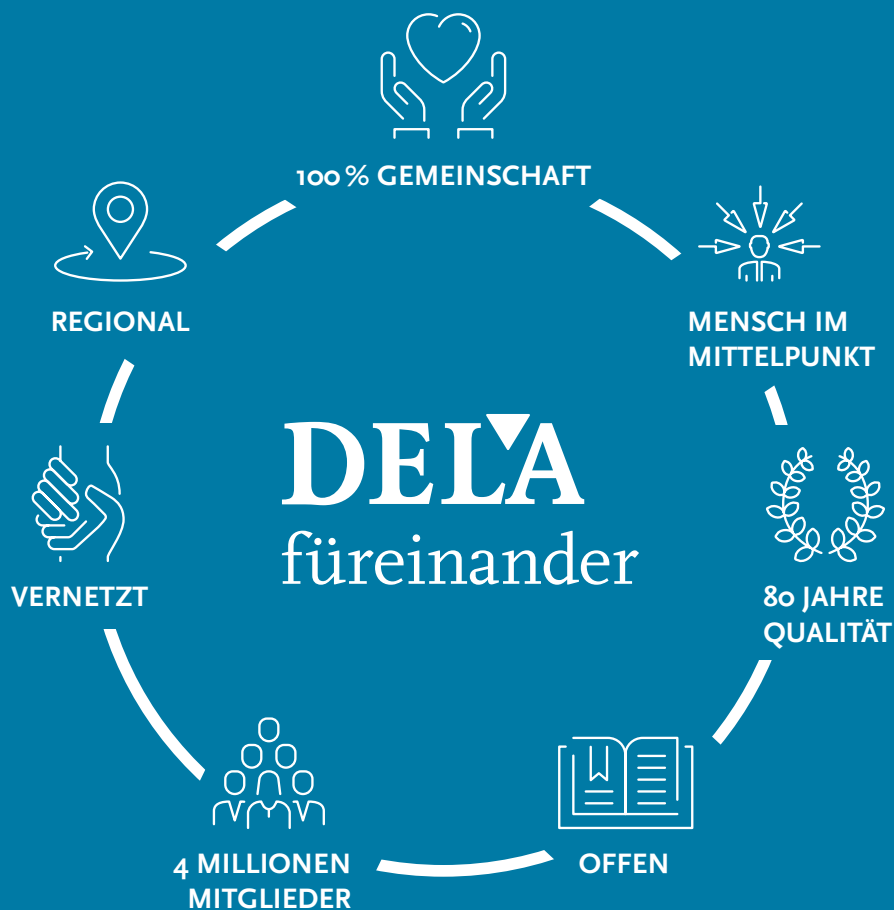 100 % GEMEINSCHAFT
REGIONAL
MENSCH IM
MITTELPUNKT
DELA
füreinander
VERNETZT
80 JAHRE
QUALITÄT
4 MILLIONEN
MITGLIEDER
OFFEN